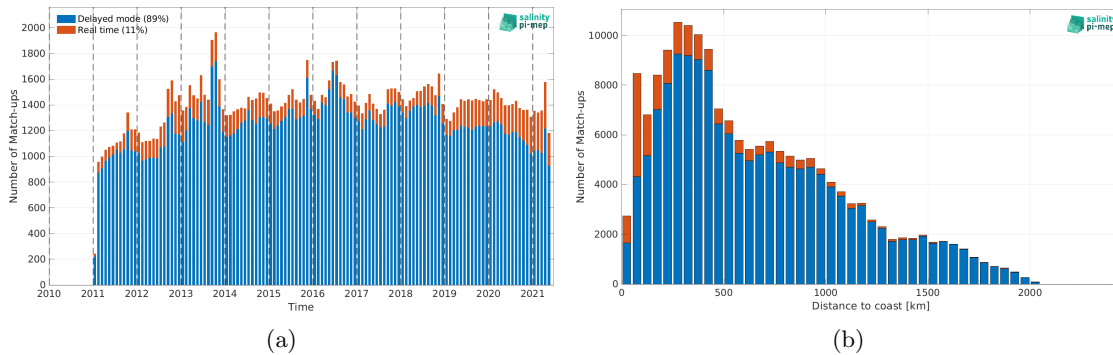 Delayed mode (89%)
Real time (11%)
salinity
pi-mep
Number of Match-ups
2000
1800
1600
1400
1200
1000
800
600
400
200
0
2010 2011 2012 2013 2014 2015 2016 2017 2018 2019 2020 2021
Time
(a)
salinity
pi-mep
Number of Match-ups
10000
8000
6000
4000
2000
0
0 500 1000 1500 2000
Distance to coast [km]
(b)